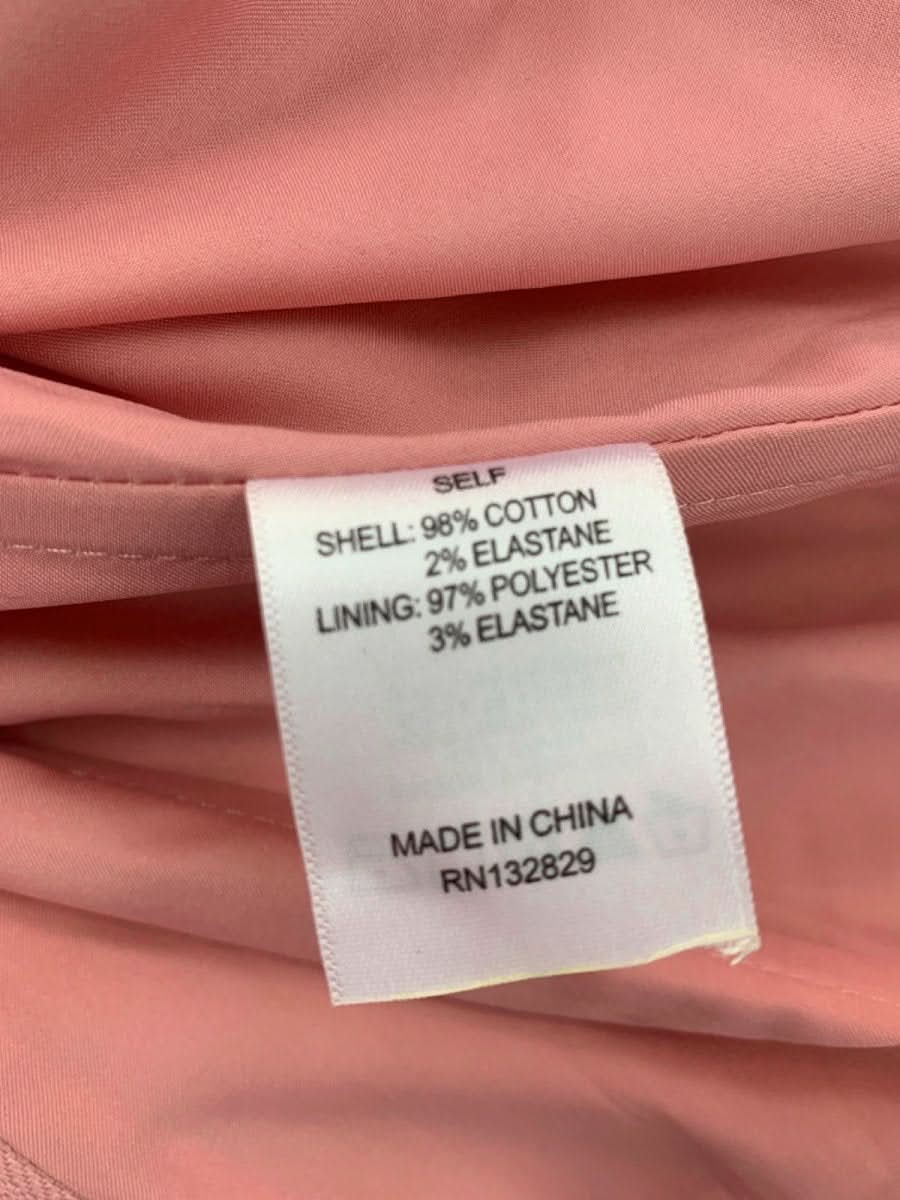 SELF
SHELL: 98% COTTON
2% ELASTANE
LINING: 97% POLYESTER
3% ELASTANE
MADE IN CHINA
RN132829